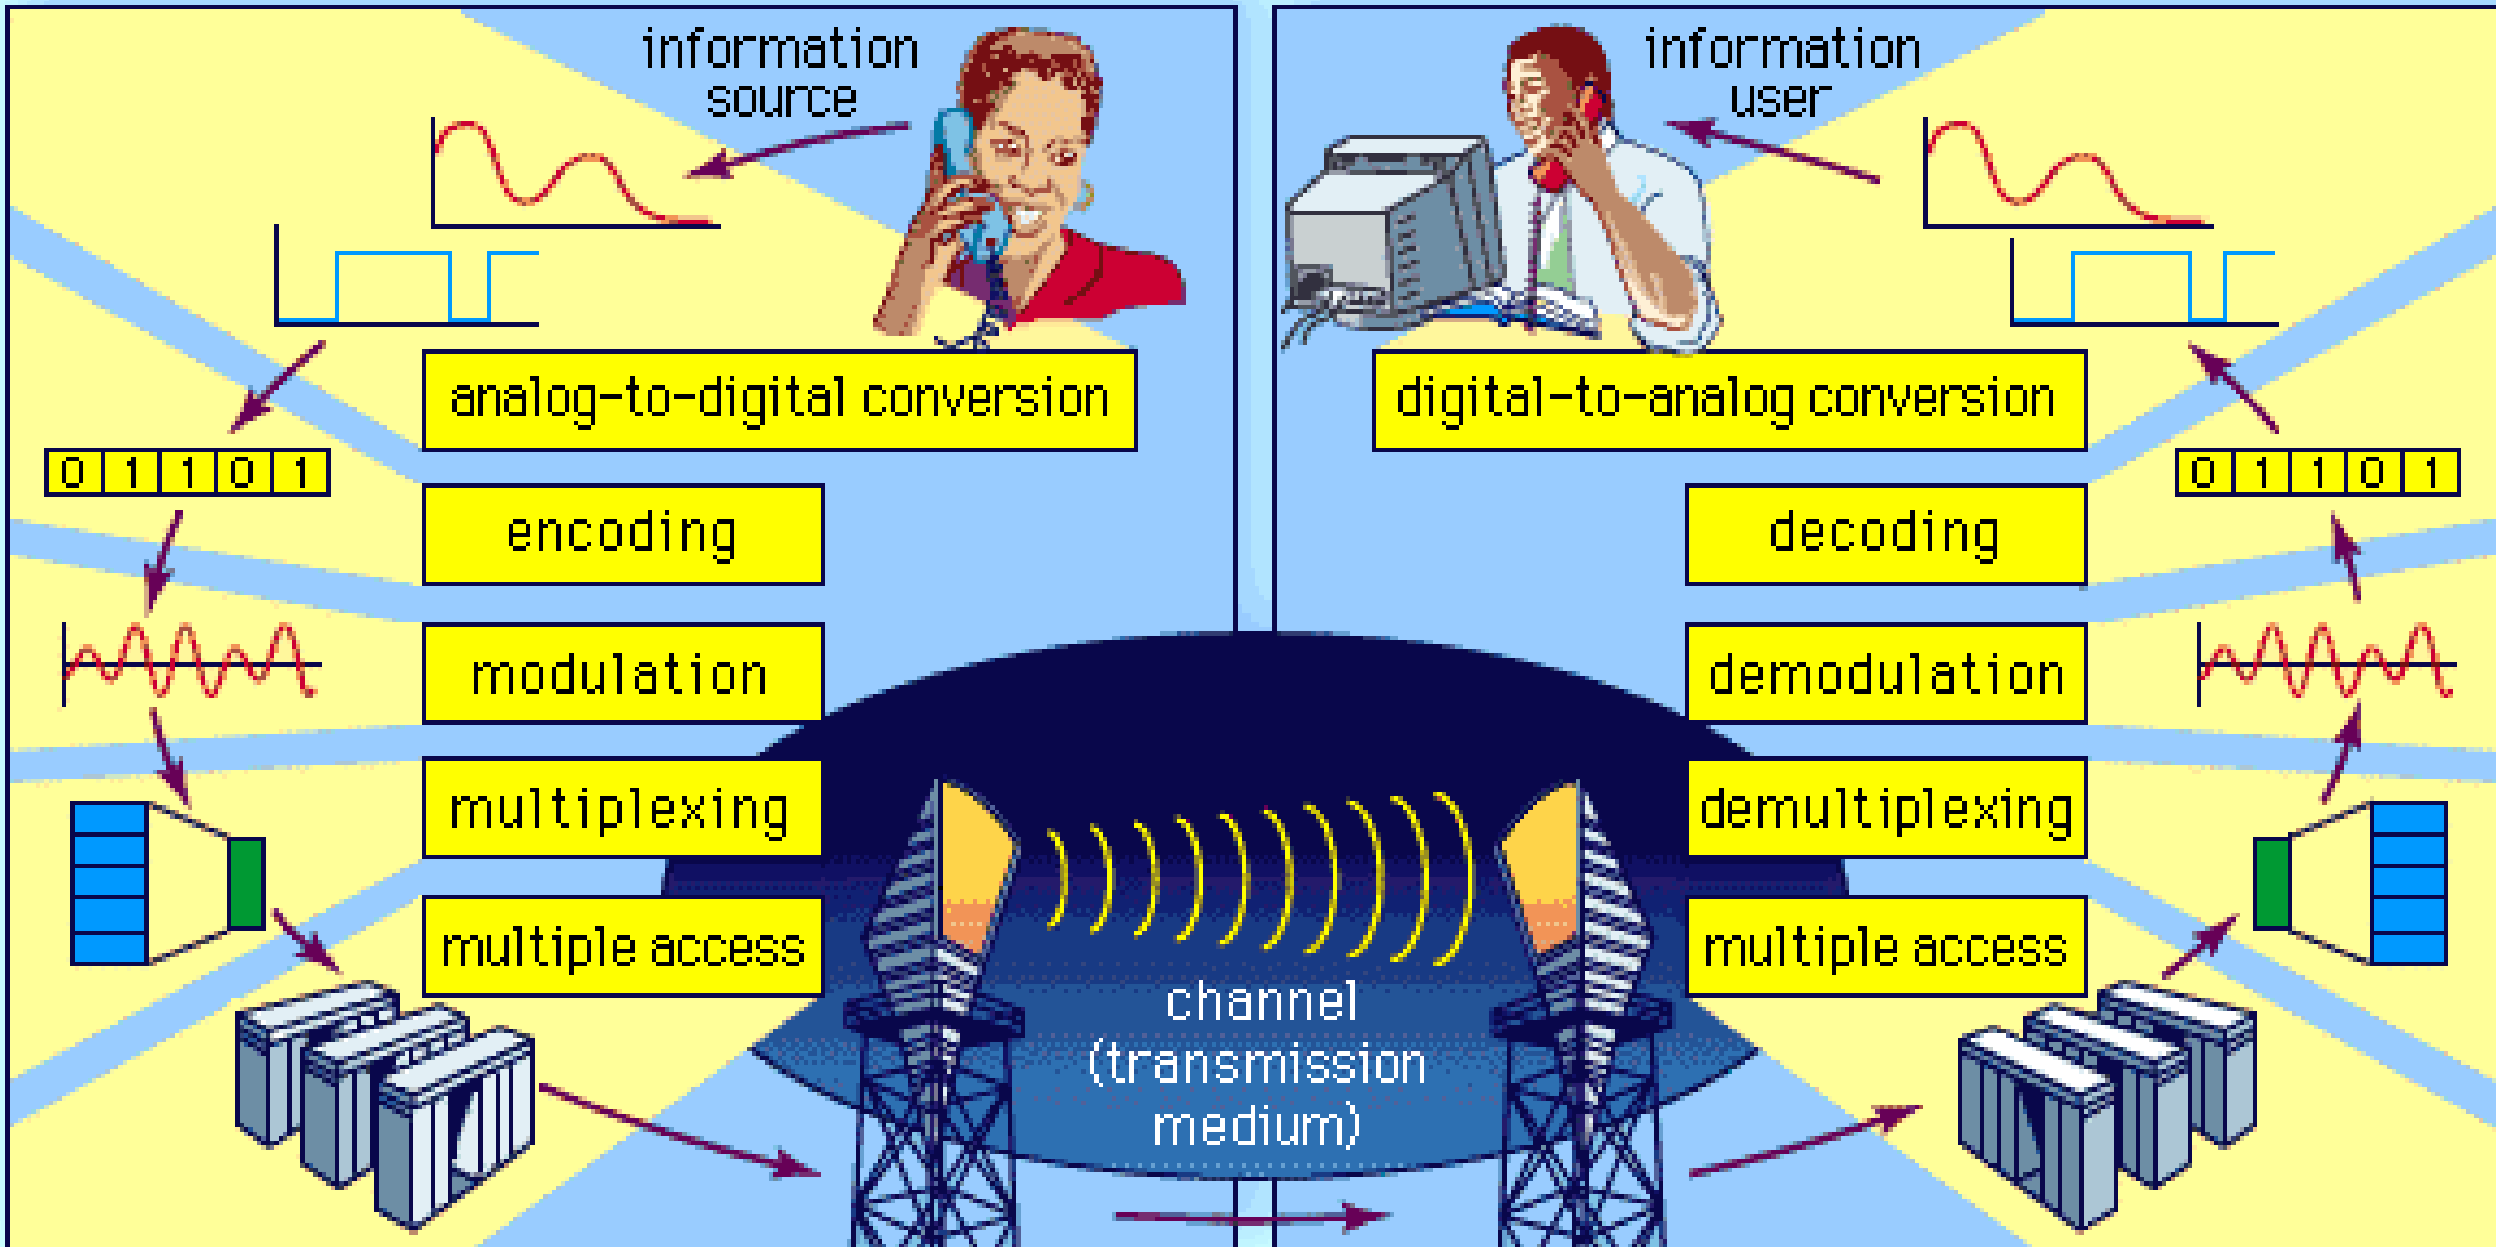 information
source
analog-to-digital conversion
0 1 1 0 1
encoding
modulation
multiplexing
multiple access
channel
(transmission
medium)
information
user
digital-to-analog conversion
0 1 1 0 1
decoding
demodulation
demultiplexing
multiple access